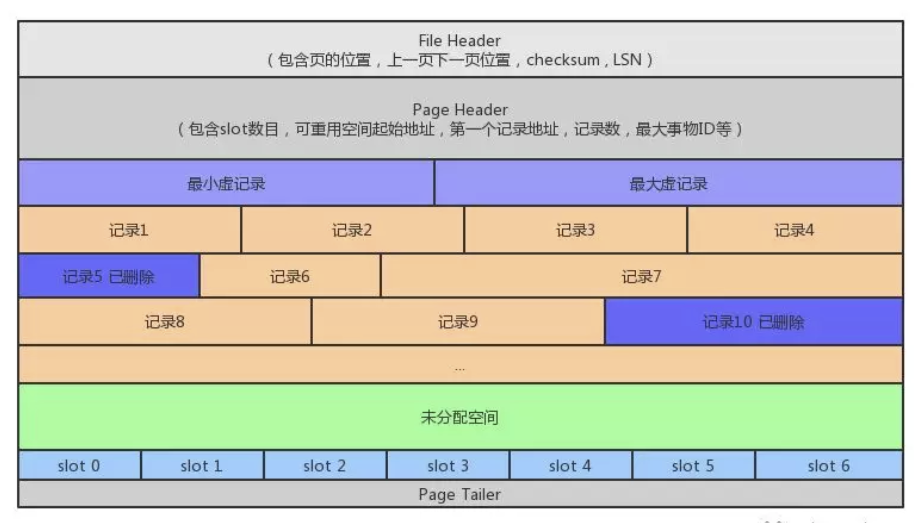 File Header
（包含页的位置，上一页下一页位置，checksum，LSN）
Page Header
（包含slot数目，可重用空间起始地址，第一个记录地址，记录数，最大事物ID等）
最小虚记录 最大虚记录
记录1 记录2 记录3 记录4
记录5 已删除 记录6 记录7
记录8 记录9 记录10 已删除
...
未分配空间
slot 0 slot 1 slot 2 slot 3 slot 4 slot 5 slot 6
Page Tailer